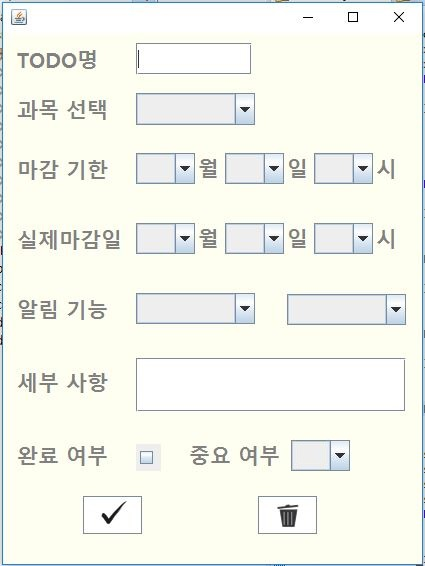 TODO명
과목 선택
마감 기한 월 일 시
실제마감일 월 일 시
알림 기능
세부 사항
완료 여부 중요 여부